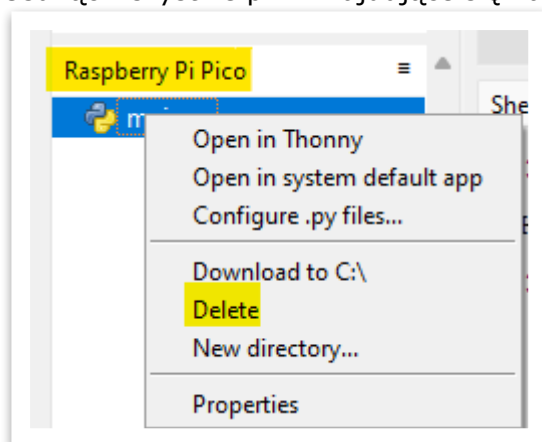 Raspberry Pi Pico ≡
Open in Thonny
Open in system default app
Configure .py files...
Download to C:\
Delete
New directory...
Properties